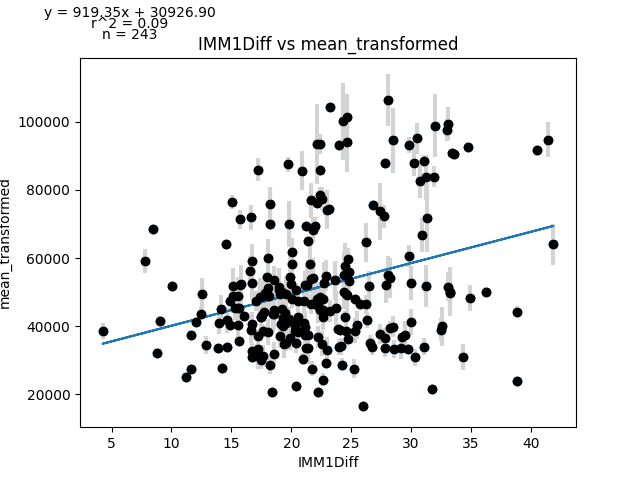 y = 919.35x + 30926.90
r^2 = 0.09
n = 243
IMM1Diff vs mean_transformed
mean_transformed
100000
80000
60000
40000
20000
5 10 15 20 25 30 35 40
IMM1Diff